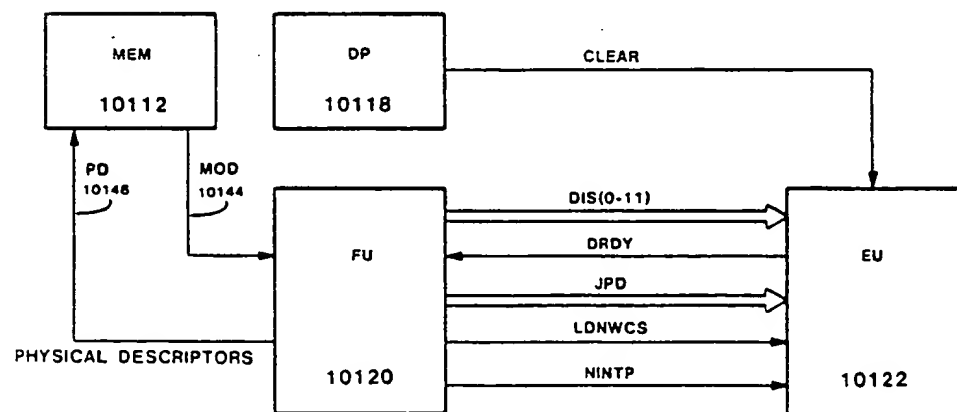 MEM
10112
DP
10118
CLEAR
PD
10146
MOD
10144
DIS(0-11)
DRDY
JPD
LDNWCS
NINTP
FU
10120
EU
10122
PHYSICAL DESCRIPTORS